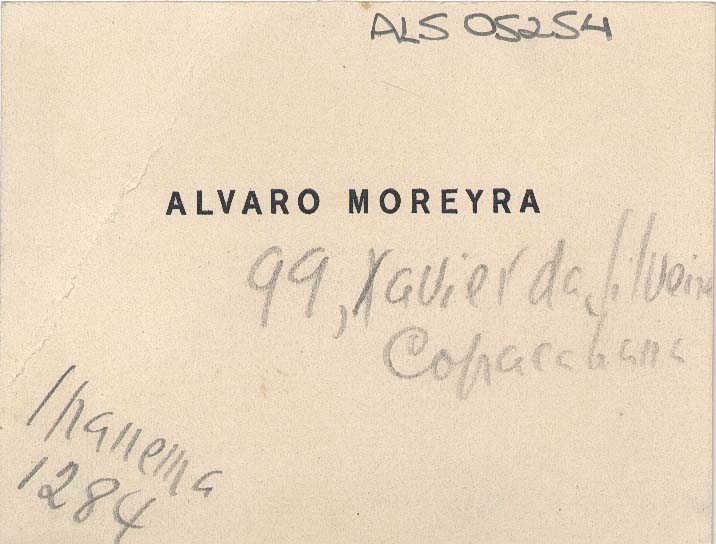 ALS 05254
ALVARO MOREYRA
99, Xavier da Silveira
Copacabana
Ipanema
1284